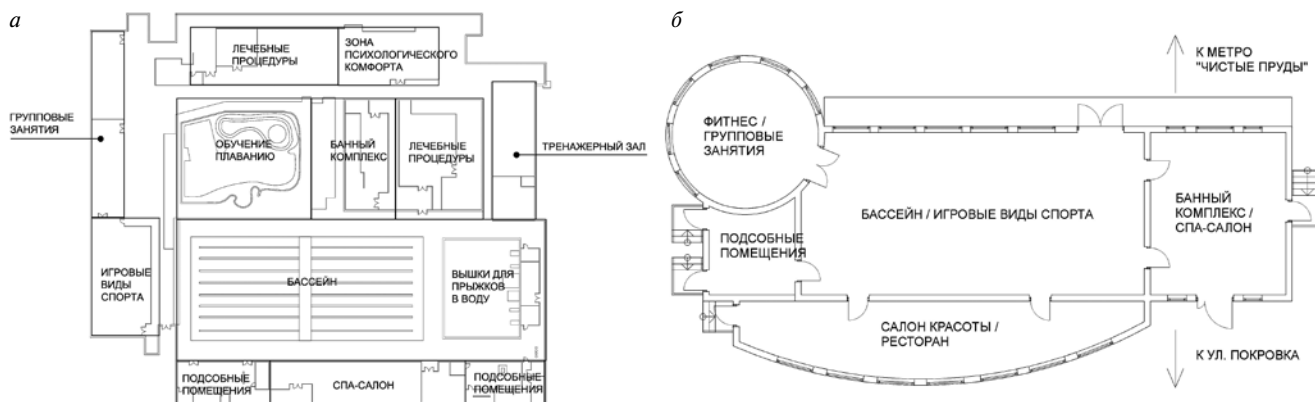 а
ЛЕЧЕБНЫЕ
ПРОЦЕДУРЫ
ЗОНА
ПСИХОЛОГИЧЕСКОГО
КОМФОРТА
ГРУППОВЫЕ
ЗАНЯТИЯ
ОБУЧЕНИЕ
ПЛАВАНИЮ
БАННЫЙ
КОМПЛЕКС
ЛЕЧЕБНЫЕ
ПРОЦЕДУРЫ
ТРЕНАЖЕРНЫЙ ЗАЛ
ИГРОВЫЕ
ВИДЫ
СПОРТА
БАССЕЙН
ВЫШКИ ДЛЯ
ПРЫЖКОВ
В ВОДУ
ПОДСОБНЫЕ
ПОМЕЩЕНИЯ
СПА-САЛОН
ПОДСОБНЫЕ
ПОМЕЩЕНИЯ
б
К МЕТРО
"ЧИСТЫЕ ПРУДЫ"
ФИТНЕС /
ГРУППОВЫЕ
ЗАНЯТИЯ
БАССЕЙН / ИГРОВЫЕ ВИДЫ СПОРТА
БАННЫЙ
КОМПЛЕКС /
СПА-САЛОН
ПОДСОБНЫЕ
ПОМЕЩЕНИЯ
САЛОН КРАСОТЫ /
РЕСТОРАН
К УЛ. ПОКРОВКА